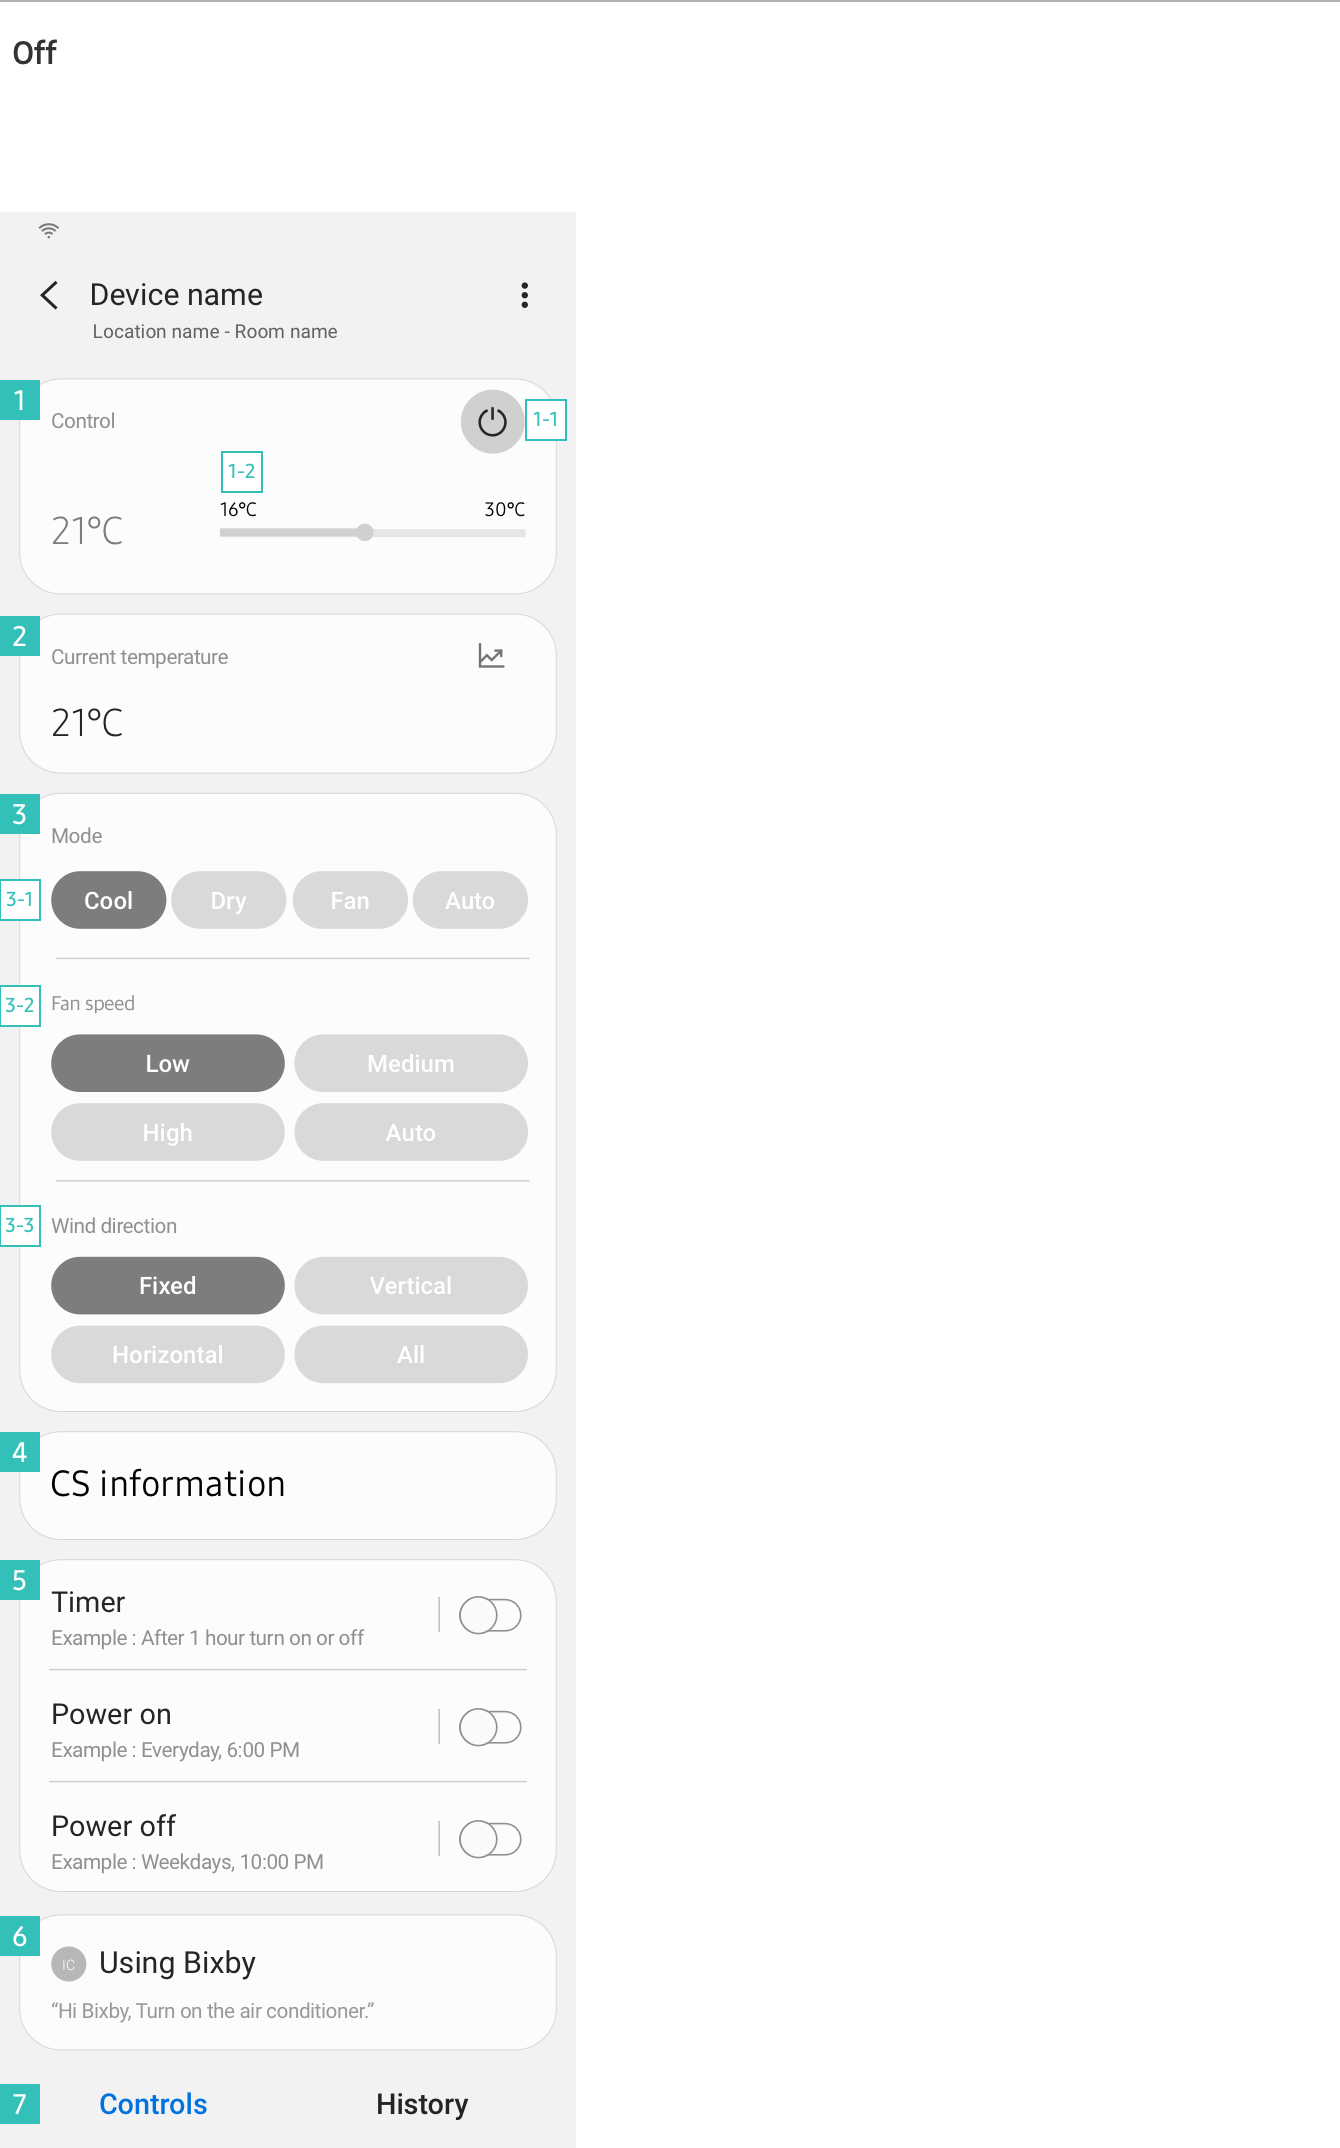 Off
Device name
Location name - Room name
1
Control
1-1
1-2
16°C 30°C
21°C
2
Current temperature
21°C
3
Mode
3-1
Cool Dry Fan Auto
3-2
Fan speed
Low Medium
High Auto
3-3
Wind direction
Fixed Vertical
Horizontal All
4
CS information
5
Timer
Example : After 1 hour turn on or off
Power on
Example : Everyday, 6:00 PM
Power off
Example : Weekdays, 10:00 PM
6
IC Using Bixby
“Hi Bixby, Turn on the air conditioner.”
7
Controls History